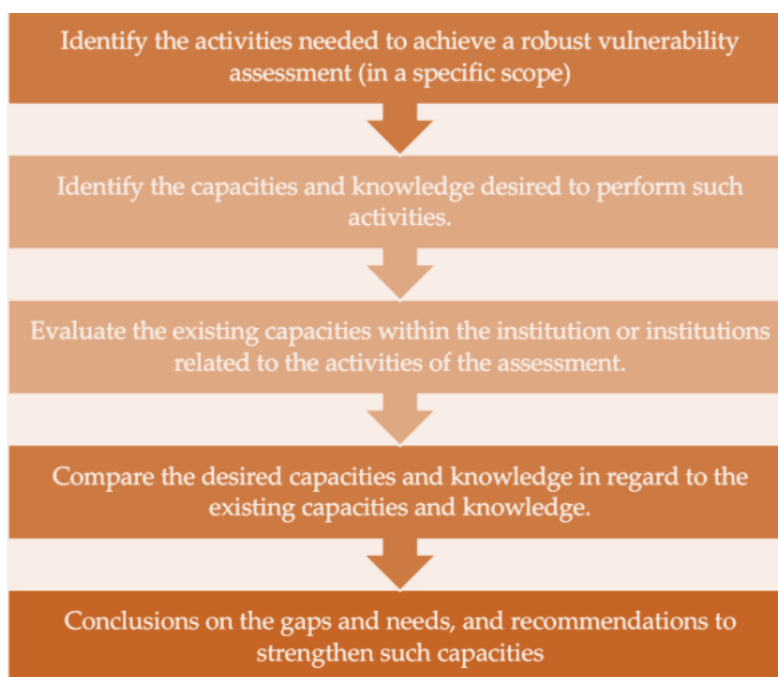 Identify the activities needed to achieve a robust vulnerability
assessment (in a specific scope)
Identify the capacities and knowledge desired to perform such
activities.
Evaluate the existing capacities within the institution or institutions
related to the activities of the assessment.
Compare the desired capacities and knowledge in regard to the
existing capacities and knowledge.
Conclusions on the gaps and needs, and recommendations to
strengthen such capacities